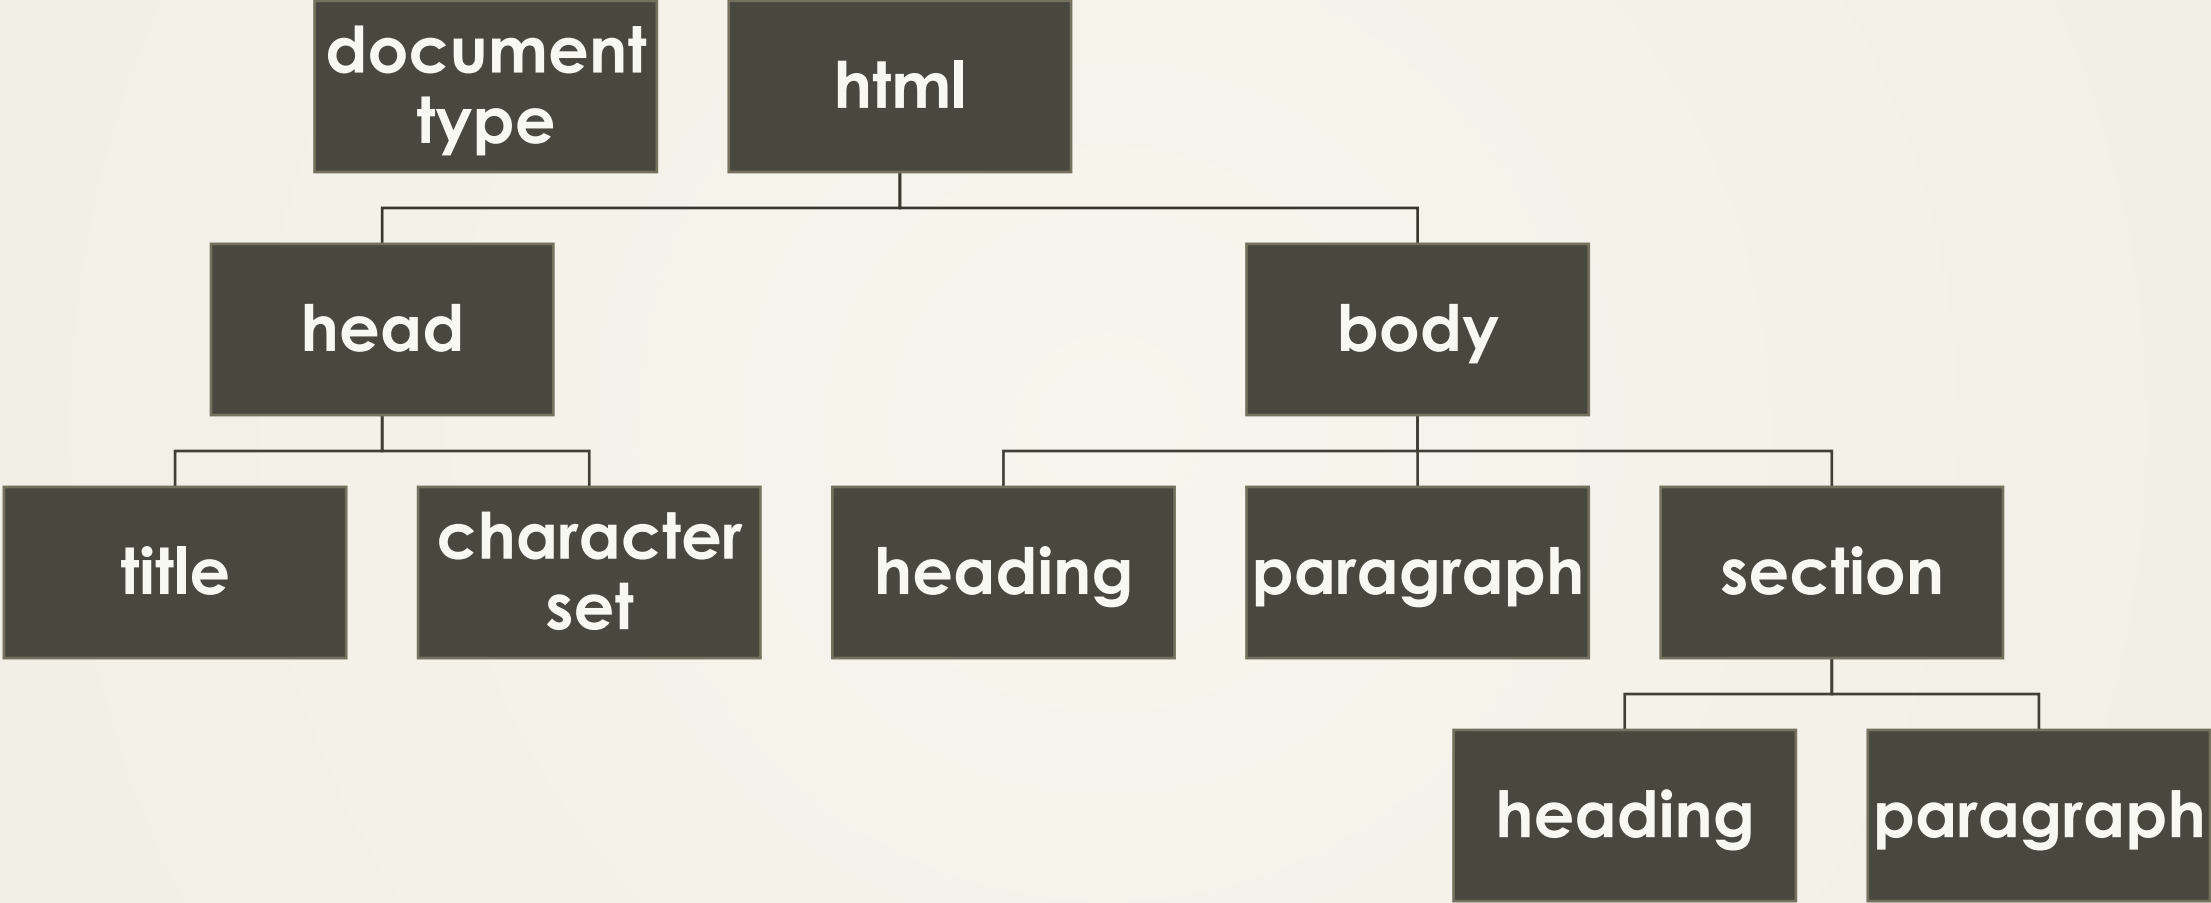 document
type
html
head
body
title
character
set
heading
paragraph
section
heading
paragraph